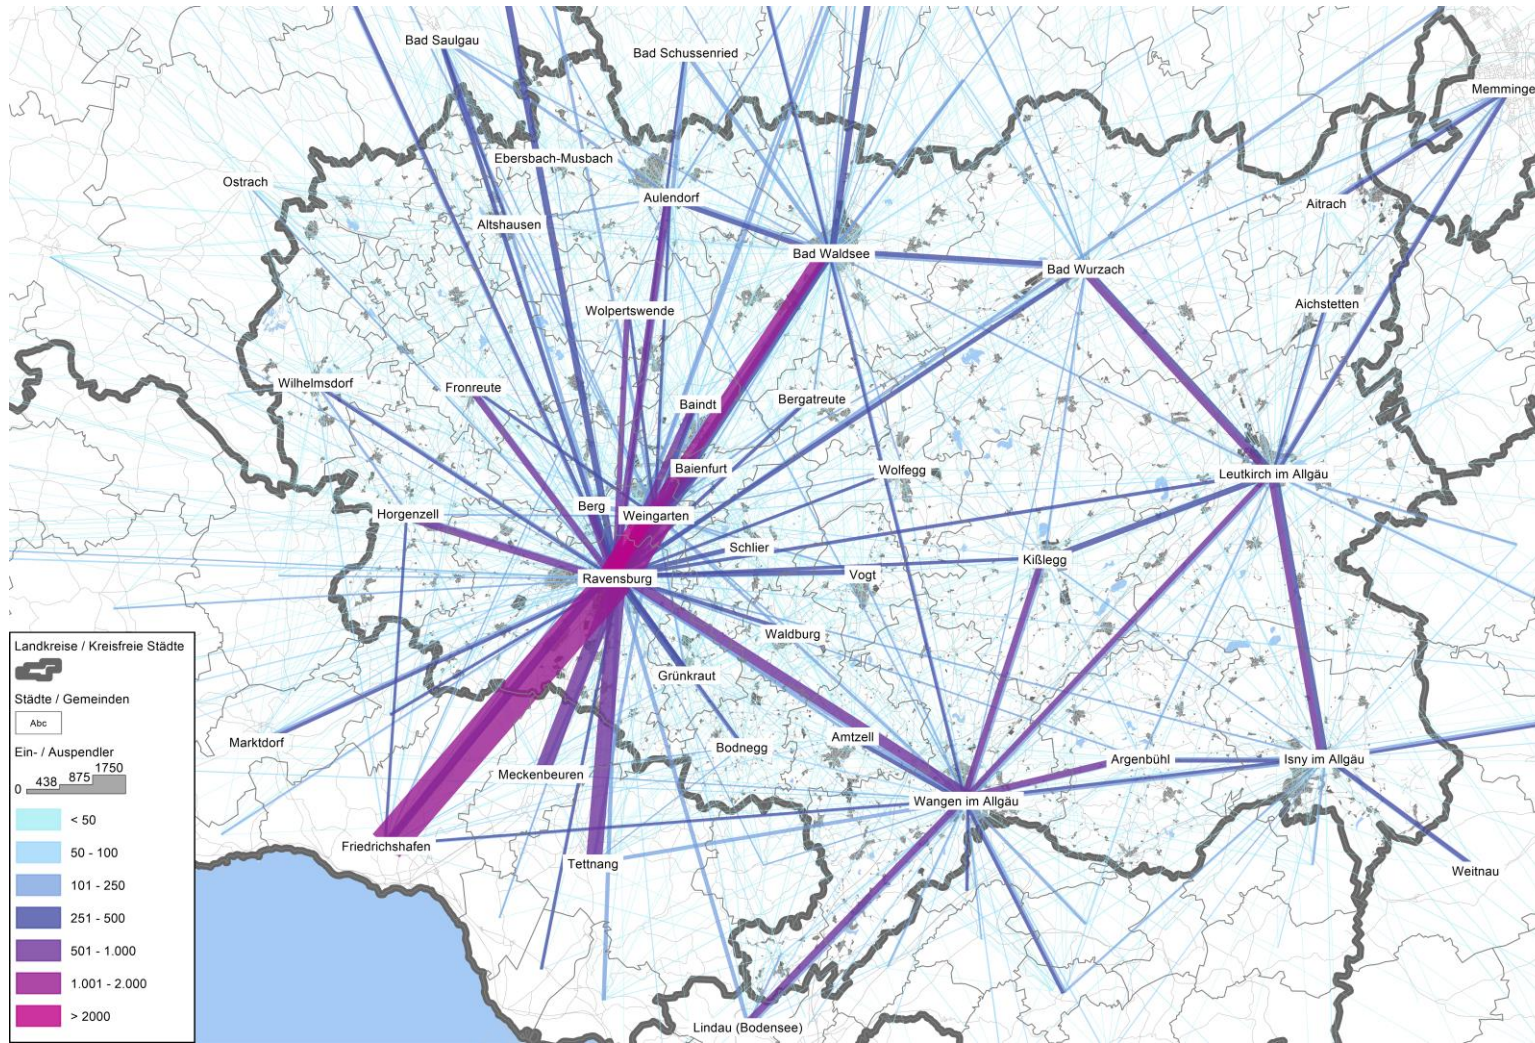 Bad Saulgau
Bad Schussenried
Memminge
Ebersbach-Musbach
Ostrach
Aulendorf
Aitrach
Altshausen
Bad Waldsee
Bad Wurzach
Aichstetten
Wolpertswende
Wilhelmsdorf
Fronreute
Baindt
Bergatreute
Baienfurt
Wolfegg
Leutkirch im Allgäu
Berg
Horgenzell
Weingarten
Schlier
Kißlegg
Ravensburg
Vogt
Waldburg
Grünkraut
Marktdorf
Bodnegg
Amtzell
Argenbühl
Isny im Allgäu
Meckenbeuren
Wangen im Allgäu
Friedrichshafen
Tettnang
Weitnau
Lindau (Bodensee)
Landkreise / Kreisfreie Städte
Städte / Gemeinden
Abc
Ein- / Auspendler
0 438 875 1750
< 50
50 - 100
101 - 250
251 - 500
501 - 1.000
1.001 - 2.000
> 2000